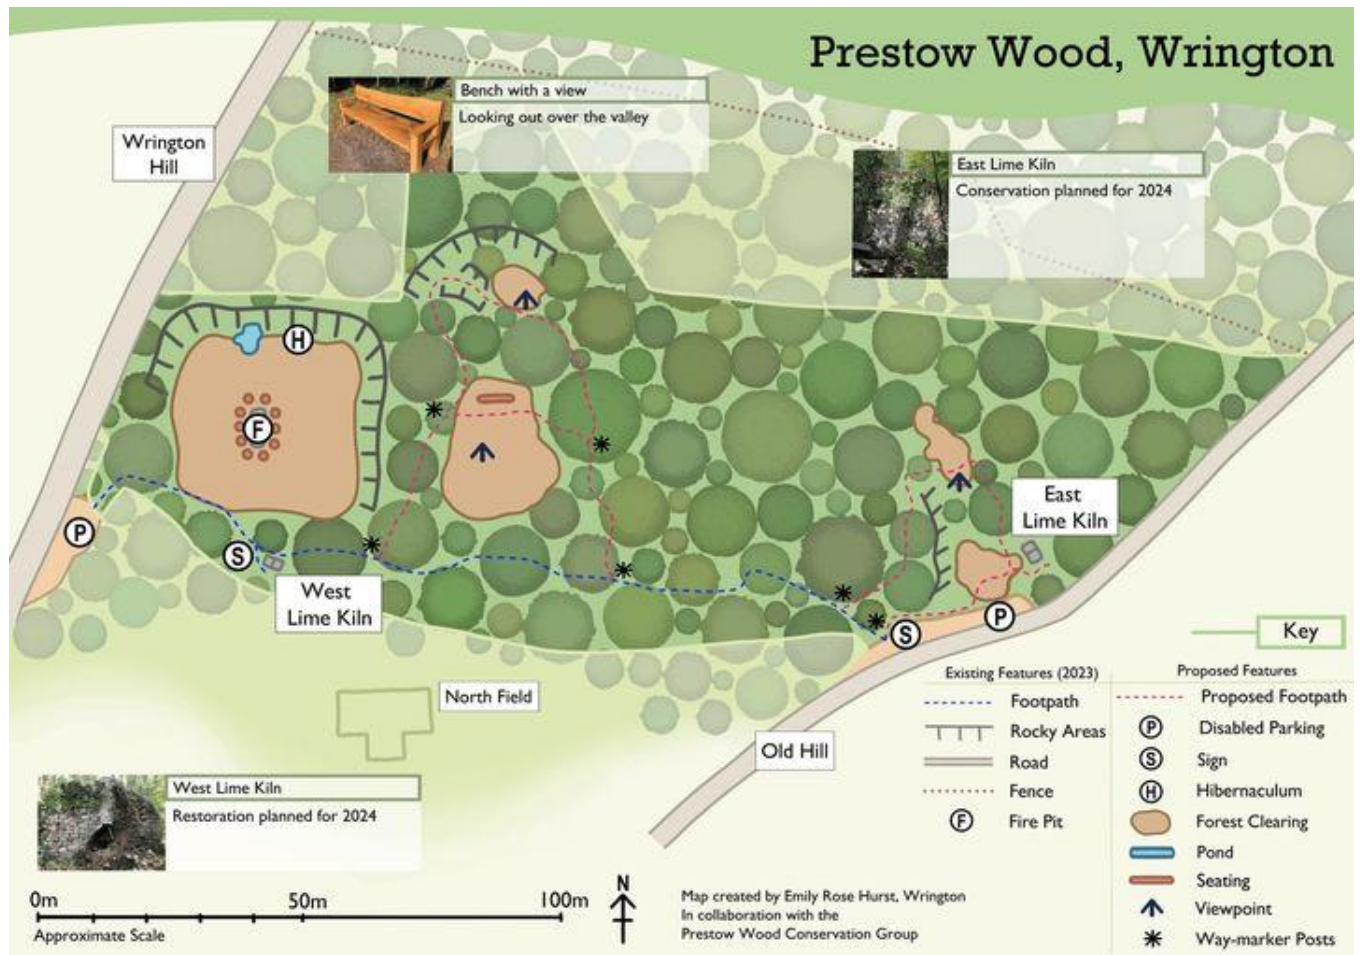 Prestow Wood, Wrington
Bench with a view
Looking out over the valley
Wrington
Hill
East Lime Kiln
Conservation planned for 2024
H
F
P
S
West
Lime Kiln
East
Lime Kiln
P
S
North Field
Old Hill
West Lime Kiln
Restoration planned for 2024
Key
Existing Features (2023)
Footpath
Rocky Areas
Road
Fence
F Fire Pit
Proposed Features
Proposed Footpath
P Disabled Parking
S Sign
H Hibernaculum
Forest Clearing
Pond
Seating
Viewpoint
Way-marker Posts
0m 50m 100m
Approximate Scale
N
Map created by Emily Rose Hurst, Wrington
In collaboration with the
Prestow Wood Conservation Group